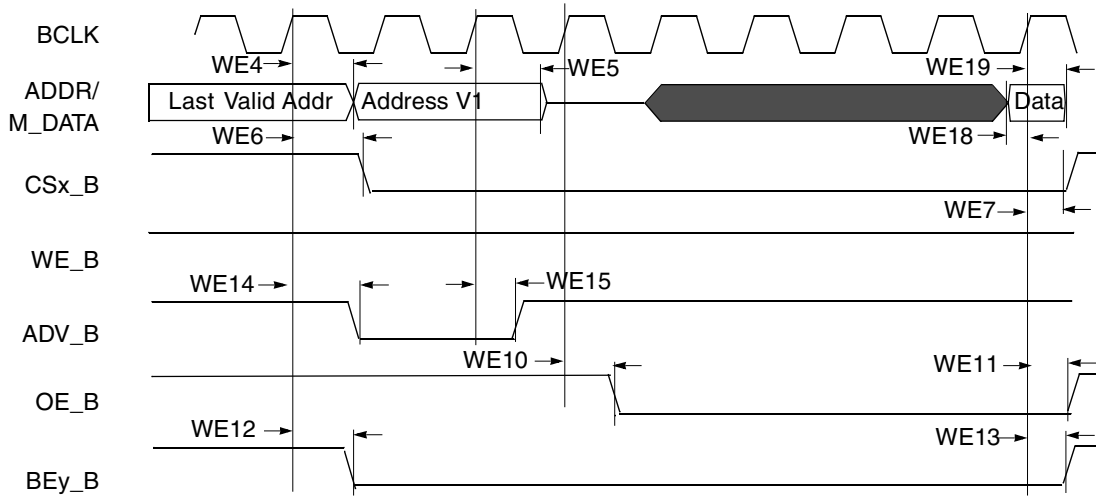 BCLK
WE4
WE5
WE19
ADDR/
M_DATA
Last Valid Addr
Address V1
Data
WE6
WE18
CSx_B
WE7
WE_B
WE14
WE15
ADV_B
WE10
WE11
OE_B
WE12
WE13
BEy_B